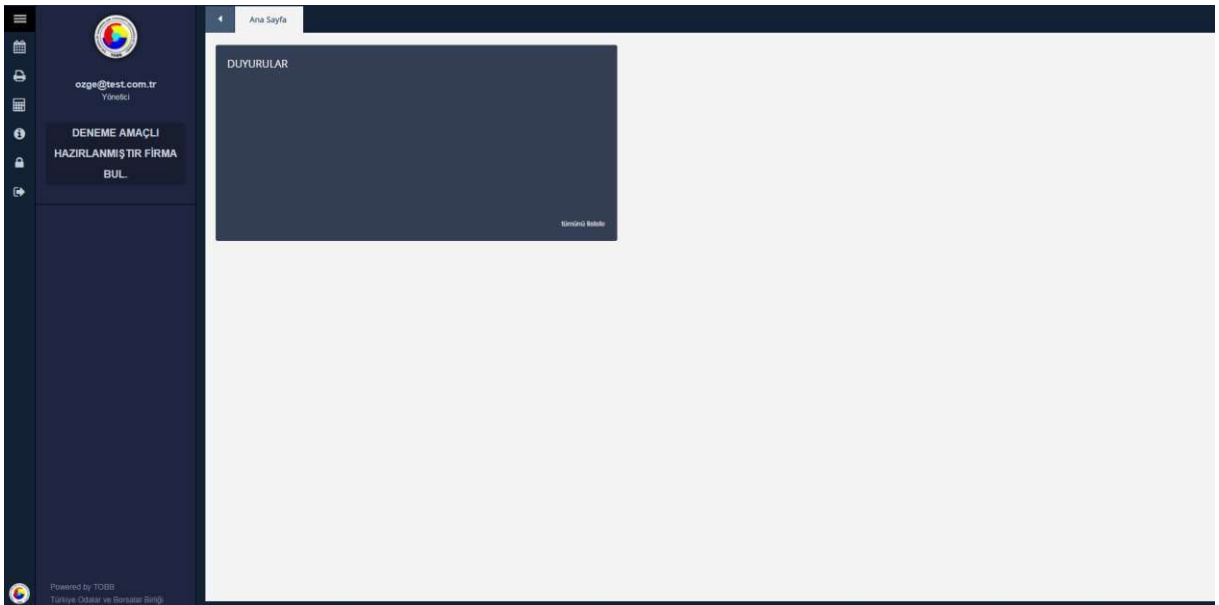 Ana Sayfa
ozge@test.com.tr
Yönetici
DENEME AMAÇLI
HAZIRLANMIŞTIR FİRMA
BUL.
DUYURULAR
tümünü listele
Powered by TOBB
Türkiye Odalar ve Borsalar Birliği